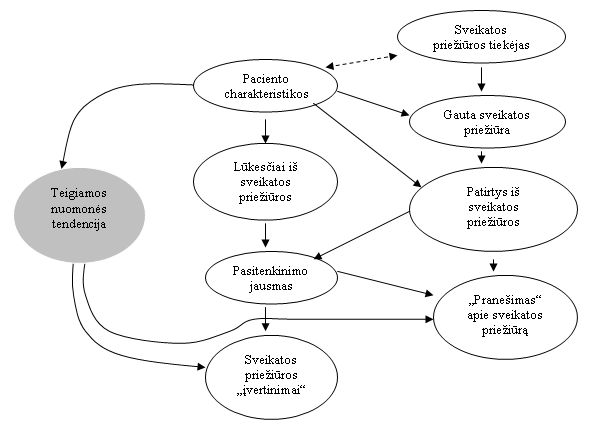 Sveikatos
priežiūros tiekėjas
Paciento
charakteristikos
Gauta sveikatos
priežiūra
Lūkesčiai iš
sveikatos
priežiūros
Patirtys iš
sveikatos
priežiūros
Teigiamos
nuomonės
tendencija
Pasitenkinimo
jausmas
„Pranešimas“
apie sveikatos
priežiūrą
Sveikatos
priežiūros
„įvertinimai“